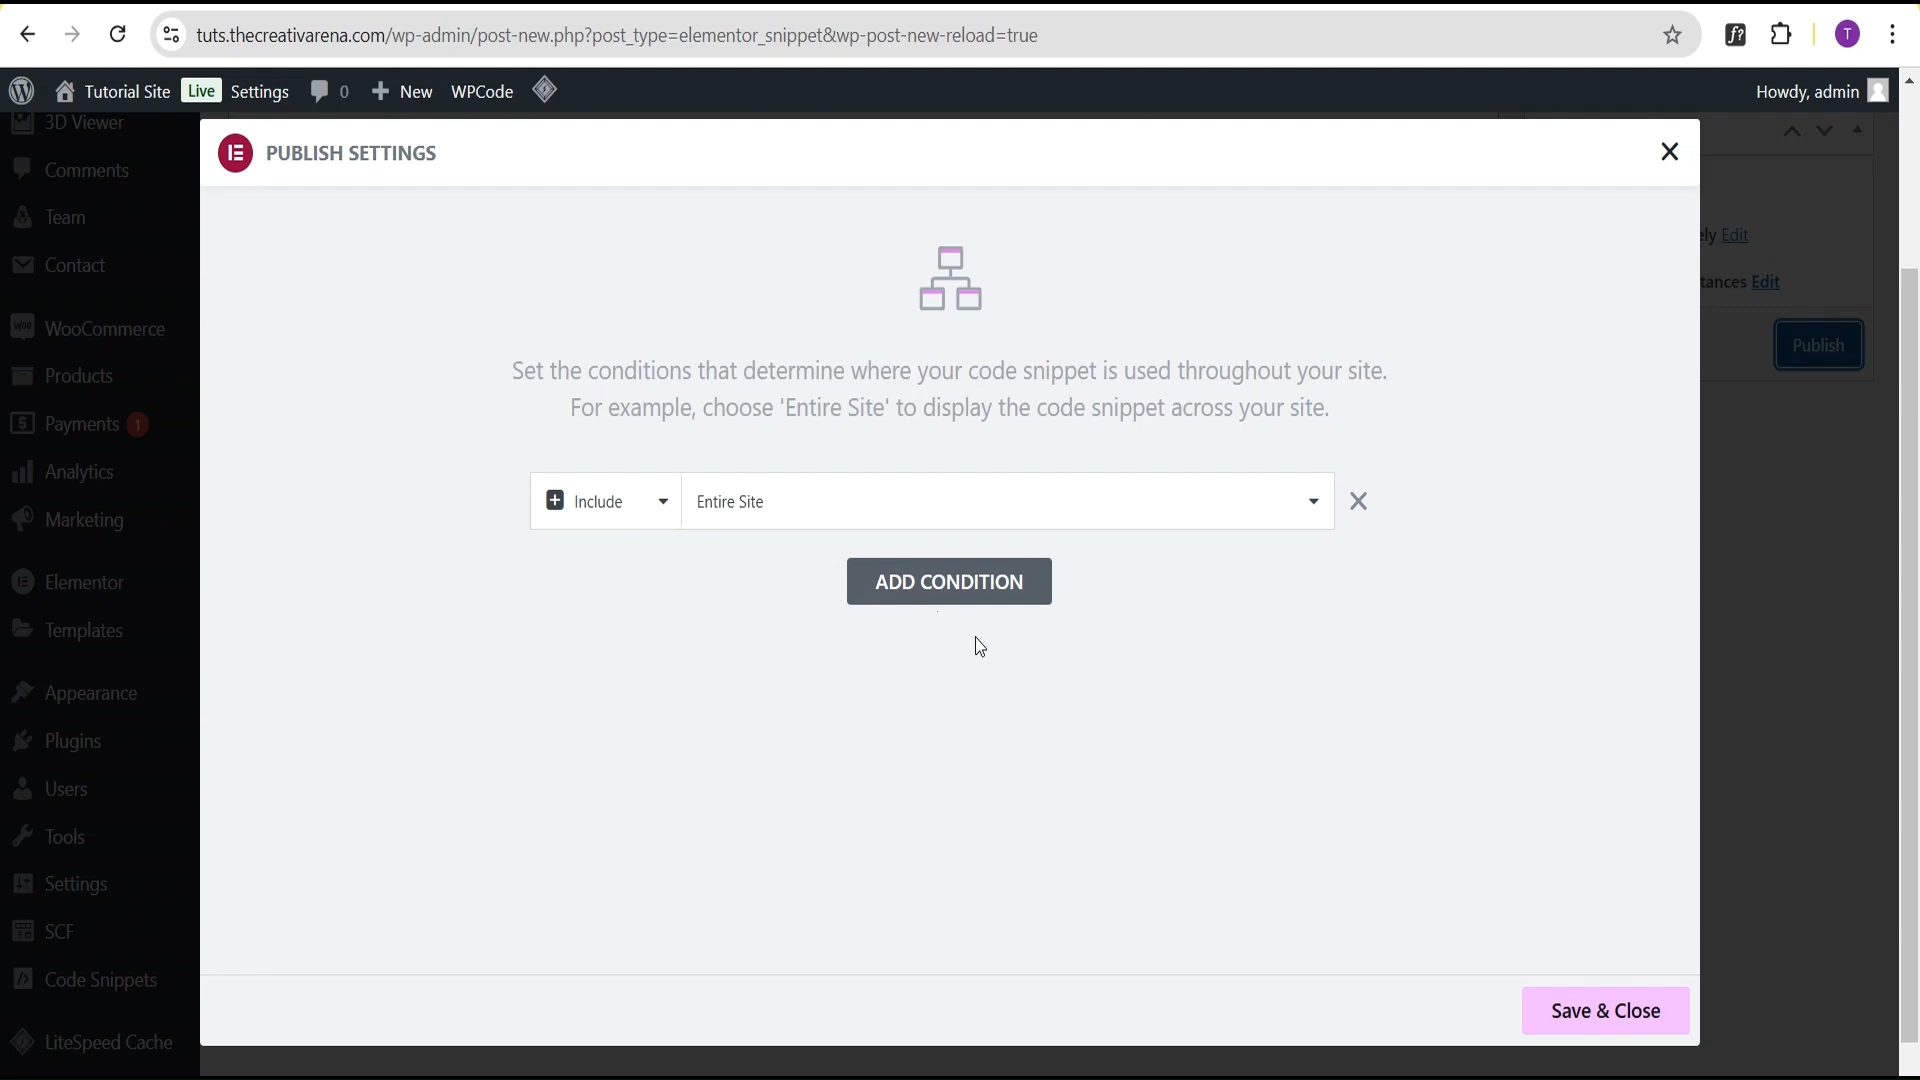 tuts.thecreativarena.com/wp-admin/post-new.php?post_type=elementor_snippet&wp-post-new-reload=true
T
Tutorial Site Live Settings 0 New WPCode
Howdy, admin
3D Viewer
Comments
Team
Contact
WooCommerce
Products
Payments 1
Analytics
Marketing
Elementor
Templates
Appearance
Plugins
Users
Tools
Settings
SCF
Code Snippets
LiteSpeed Cache
PUBLISH SETTINGS
Set the conditions that determine where your code snippet is used throughout your site.
For example, choose 'Entire Site' to display the code snippet across your site.
Include Entire Site
ADD CONDITION
Save & Close
Edit
Edit
Publish